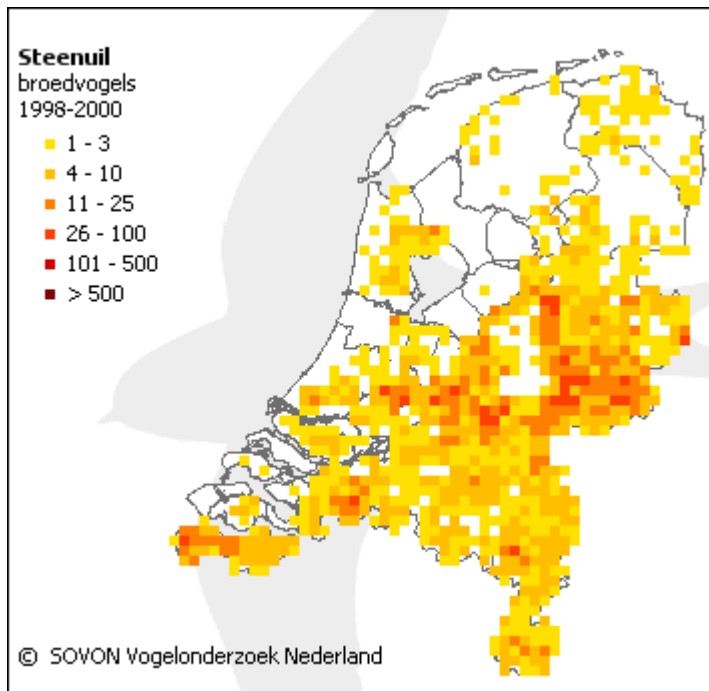 Steenuil
broedvogels
1998-2000
1 - 3
4 - 10
11 - 25
26 - 100
101 - 500
> 500
© SOVON Vogelonderzoek Nederland